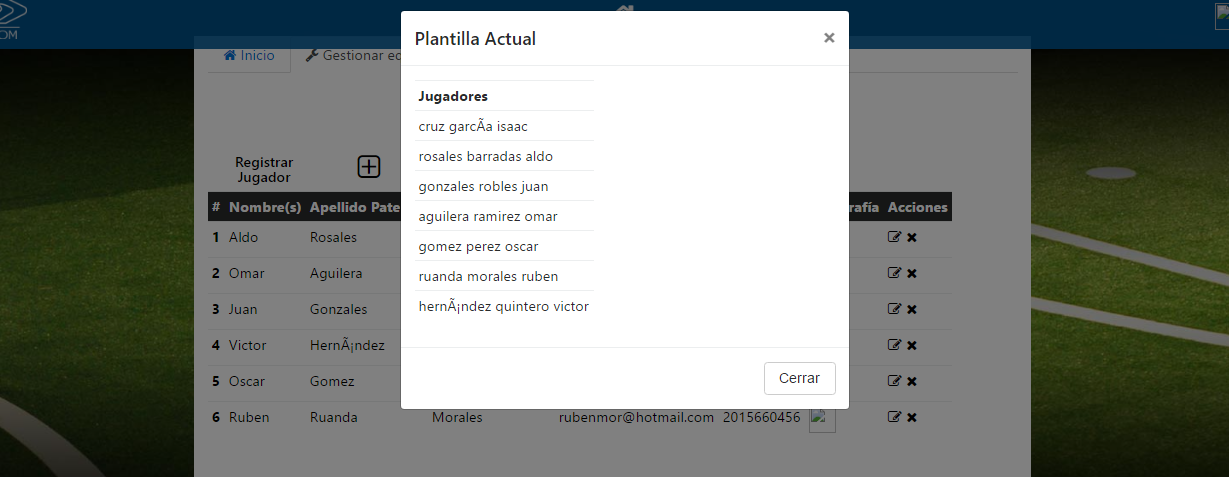 OM
Plantilla Actual ×
Inicio
Gestionar
Jugadores
cruz garcÃa isaac
rosales barradas aldo
gonzales robles juan
aguilera ramirez omar
gomez perez oscar
ruanda morales ruben
hernÃ¡ndez quintero victor
Cerrar
Registrar
Jugador
# Nombre(s) Apellido Acciones
1 Aldo Rosales
2 Omar Aguilera
3 Juan Gonzales
4 Victor HernÃ¡ndez
5 Oscar Gomez
6 Ruben Ruanda Morales rubenmor@hotmail.com 2015660456